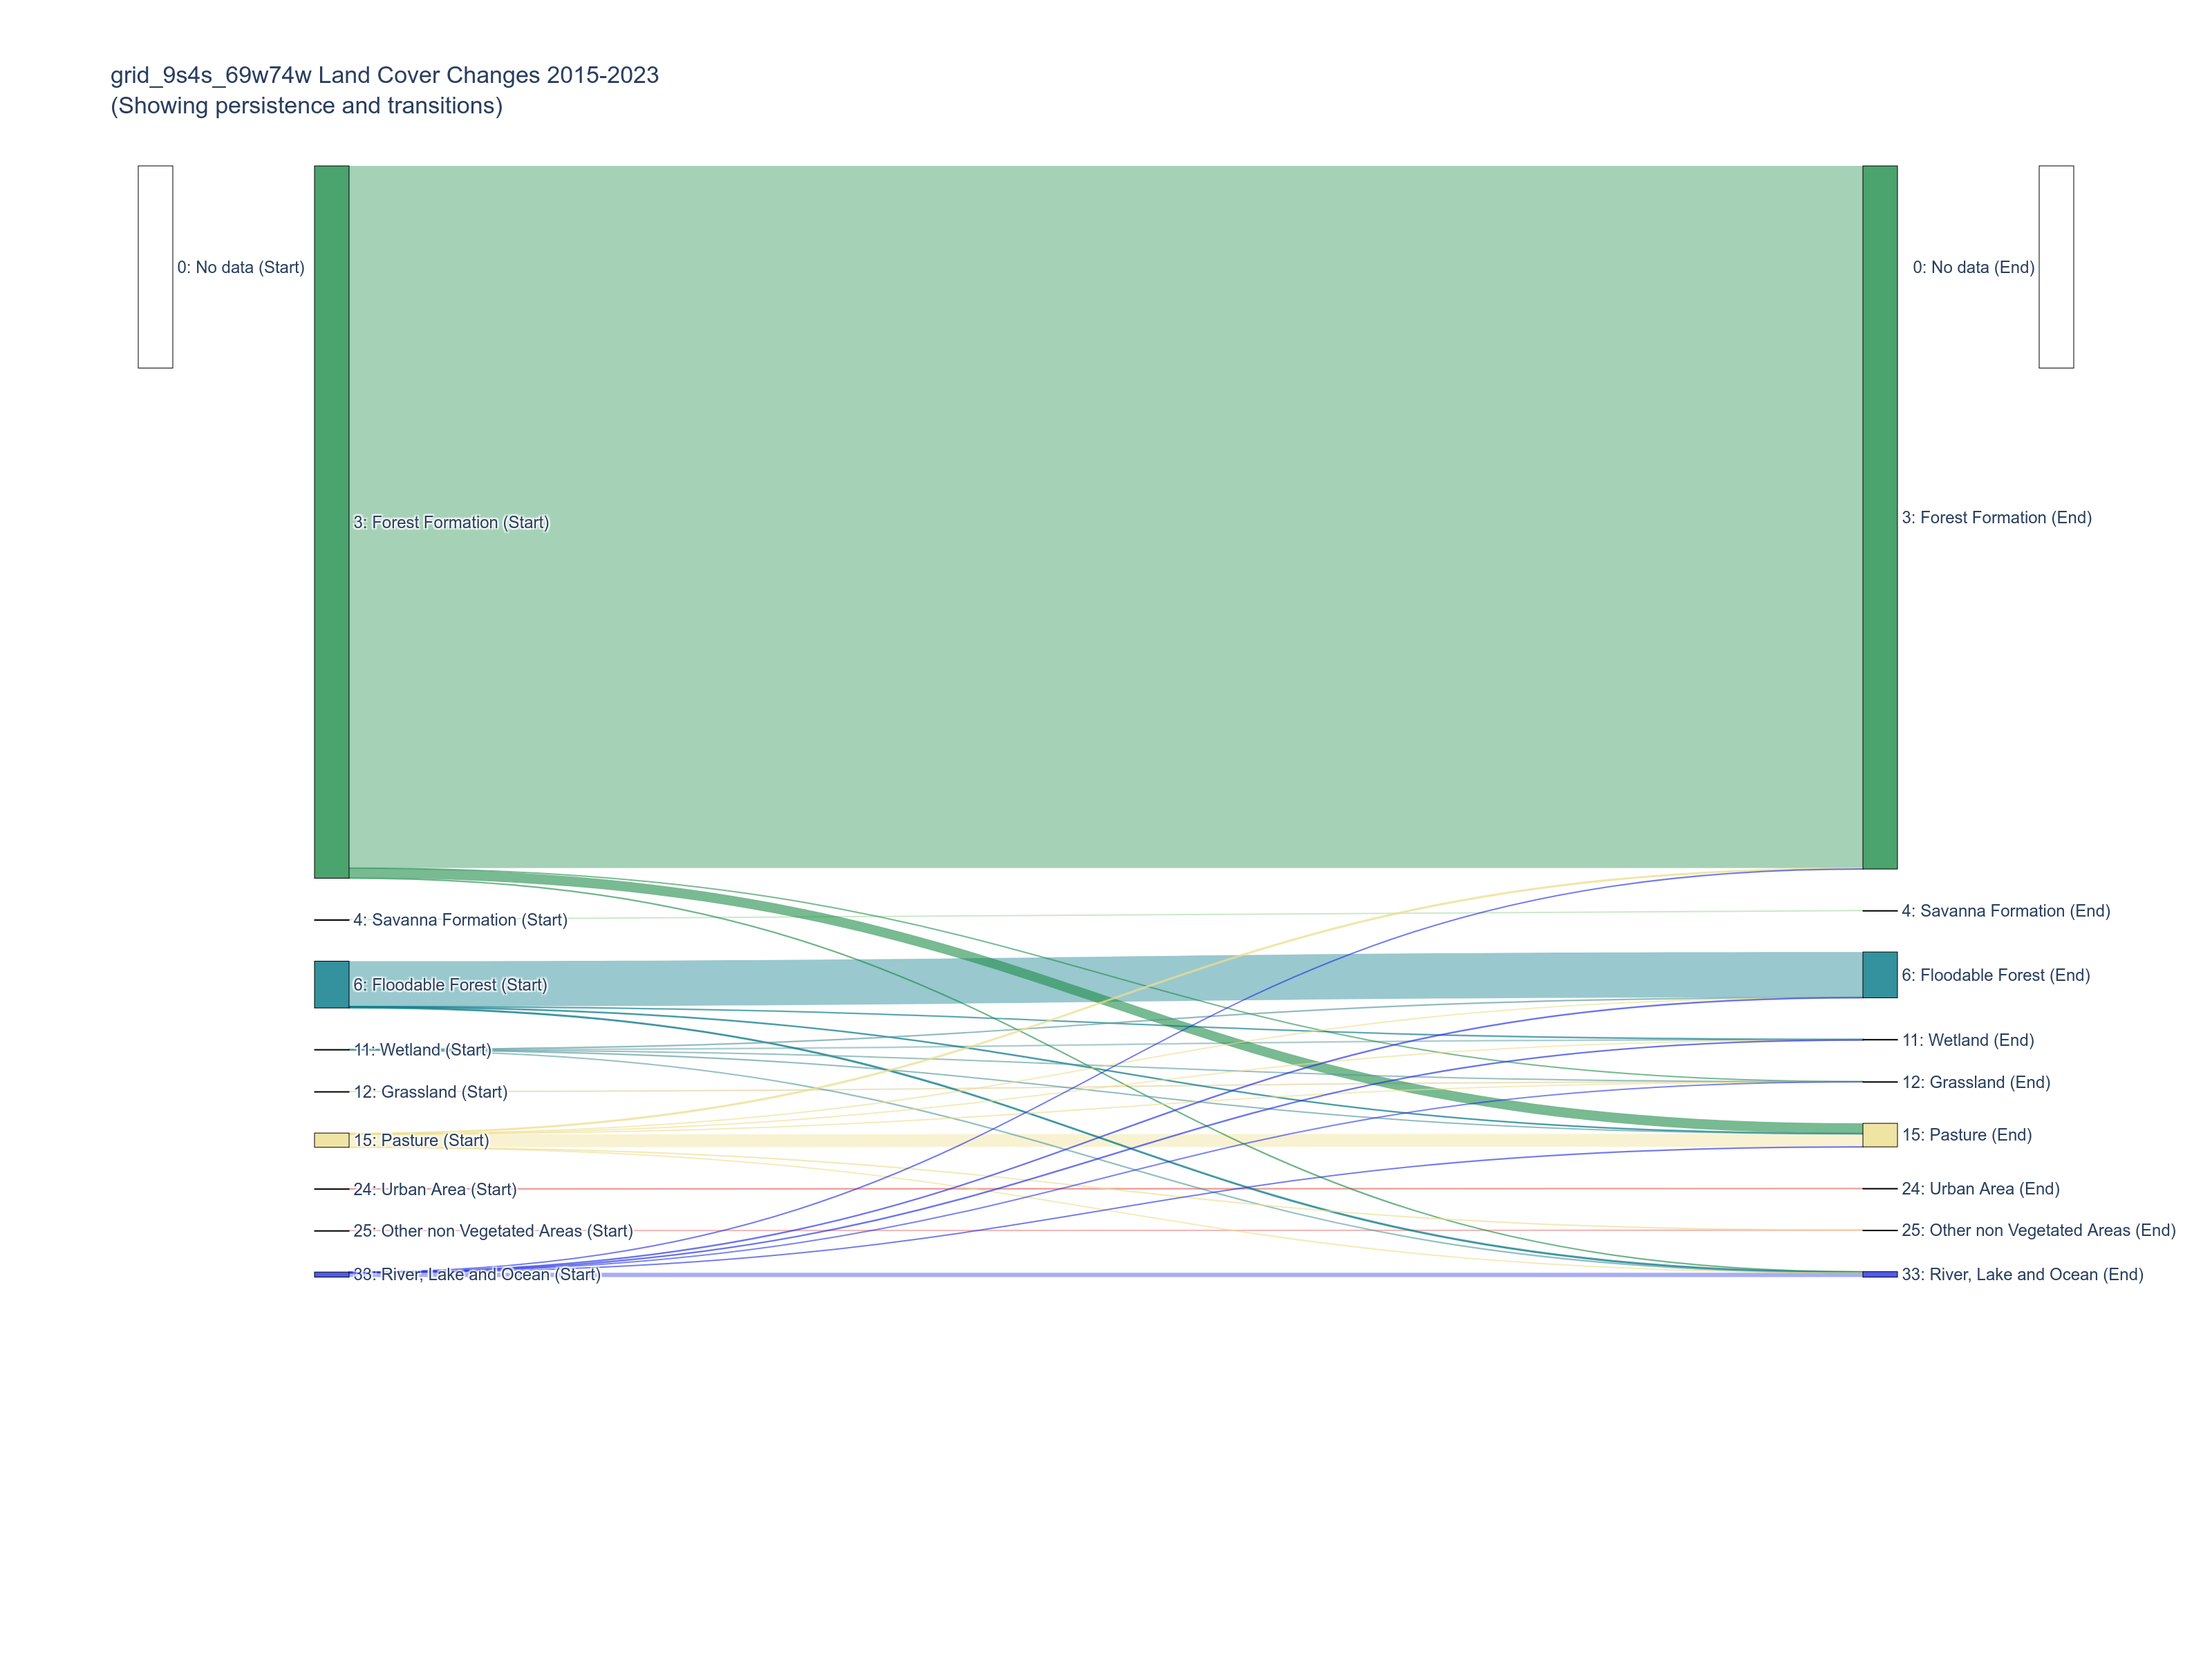 grid_9s4s_69w74w Land Cover Changes 2015-2023
(Showing persistence and transitions)
0: No data (Start)
0: No data (End)
3: Forest Formation (Start)
3: Forest Formation (End)
4: Savanna Formation (Start)
4: Savanna Formation (End)
6: Floodable Forest (Start)
6: Floodable Forest (End)
11: Wetland (Start)
11: Wetland (End)
12: Grassland (Start)
12: Grassland (End)
15: Pasture (Start)
15: Pasture (End)
24: Urban Area (Start)
24: Urban Area (End)
25: Other non Vegetated Areas (Start)
25: Other non Vegetated Areas (End)
33: River, Lake and Ocean (Start)
33: River, Lake and Ocean (End)